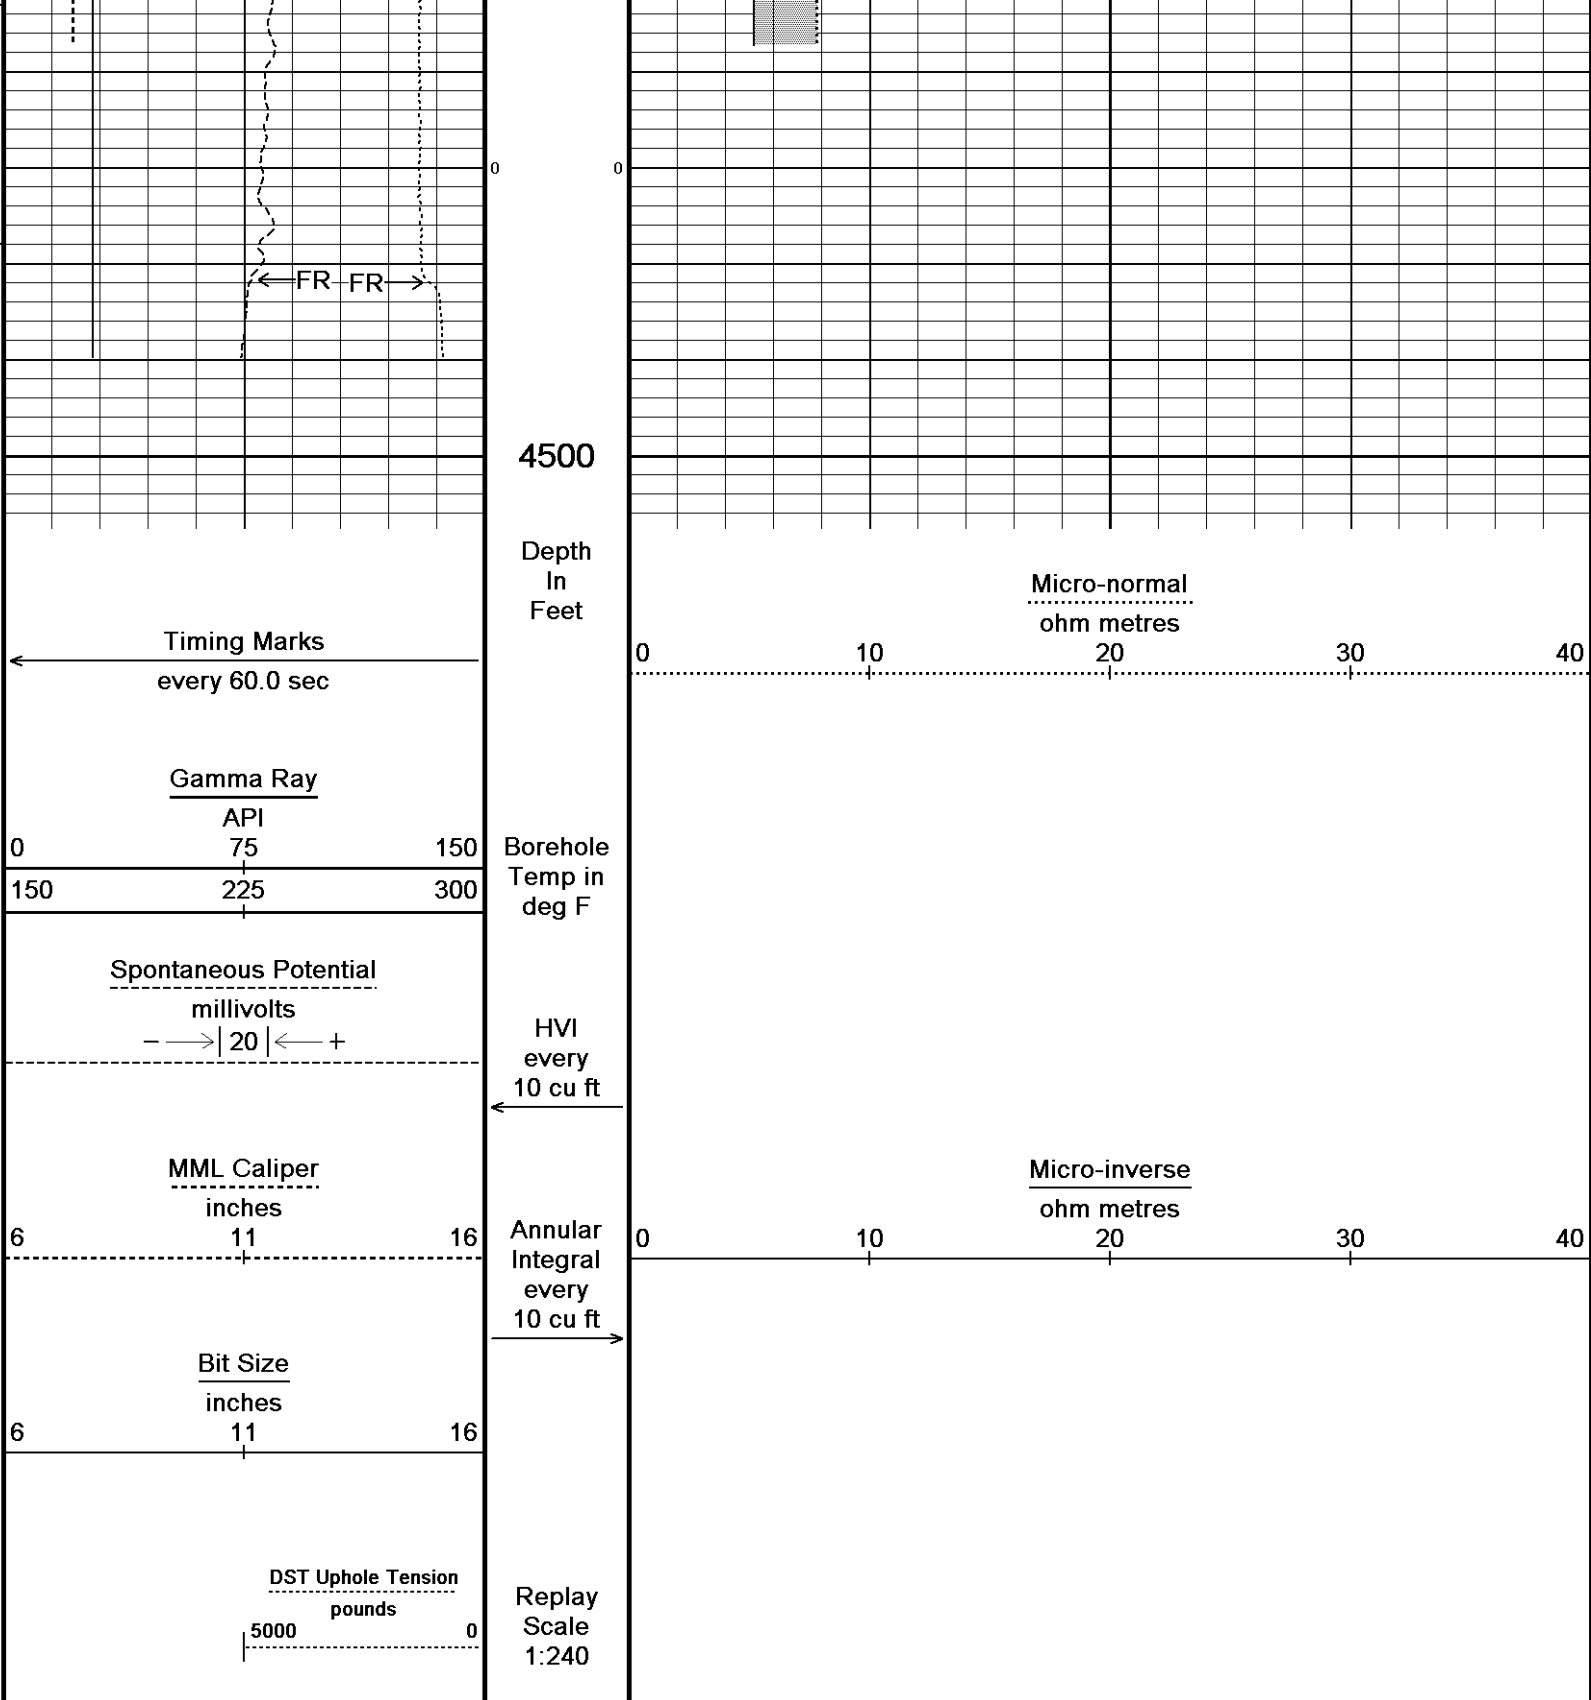 0 0
FR FR
4500
Depth
In
Feet
Timing Marks
every 60.0 sec
Gamma Ray
API
0 75 150
150 225 300
Borehole
Temp in
deg F
Spontaneous Potential
millivolts
− 20 +
HVI
every
10 cu ft
MML Caliper
inches
6 11 16
Annular
Integral
every
10 cu ft
Bit Size
inches
6 11 16
DST Uphole Tension
pounds
5000 0
Replay
Scale
1:240
Micro-normal
ohm metres
0 10 20 30 40
Micro-inverse
ohm metres
0 10 20 30 40